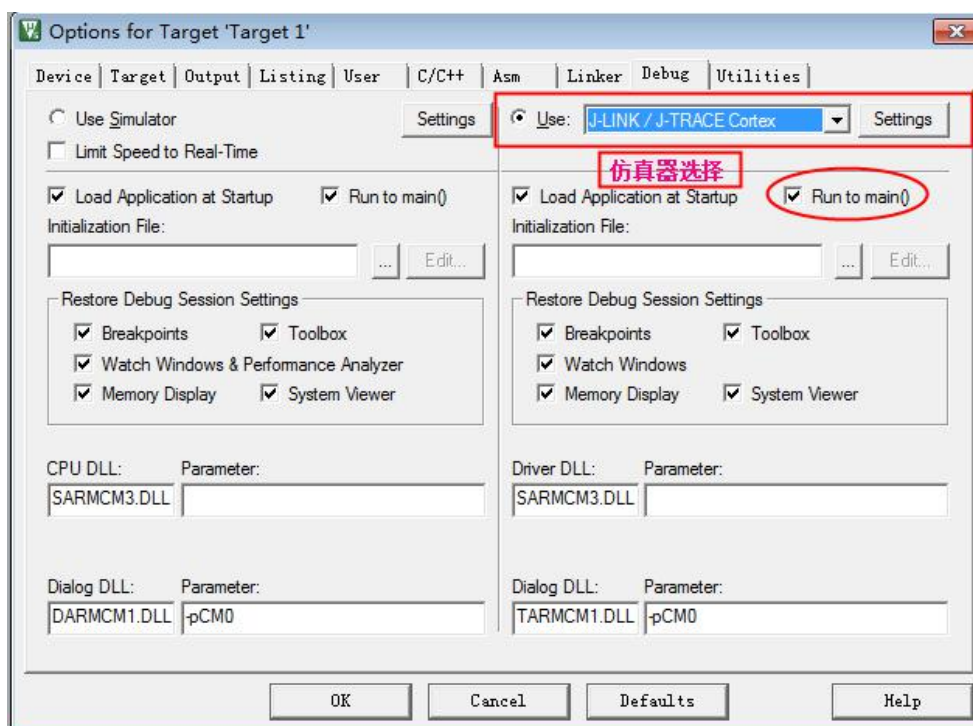 Options for Target 'Target 1'
Device Target Output Listing User C/C++ Asm Linker Debug Utilities
Use Simulator Settings
Limit Speed to Real-Time
Use: J-LINK / J-TRACE Cortex Settings
仿真器选择
Load Application at Startup Run to main()
Initialization File:
... Edit...
Load Application at Startup Run to main()
Initialization File:
... Edit...
Restore Debug Session Settings
Breakpoints Toolbox
Watch Windows & Performance Analyzer
Memory Display System Viewer
Restore Debug Session Settings
Breakpoints Toolbox
Watch Windows
Memory Display System Viewer
CPU DLL: Parameter:
SARMCM3.DLL
Driver DLL: Parameter:
SARMCM3.DLL
Dialog DLL: Parameter:
DARMCM1.DLL -pCM0
Dialog DLL: Parameter:
TARMCM1.DLL -pCM0
OK Cancel Defaults Help